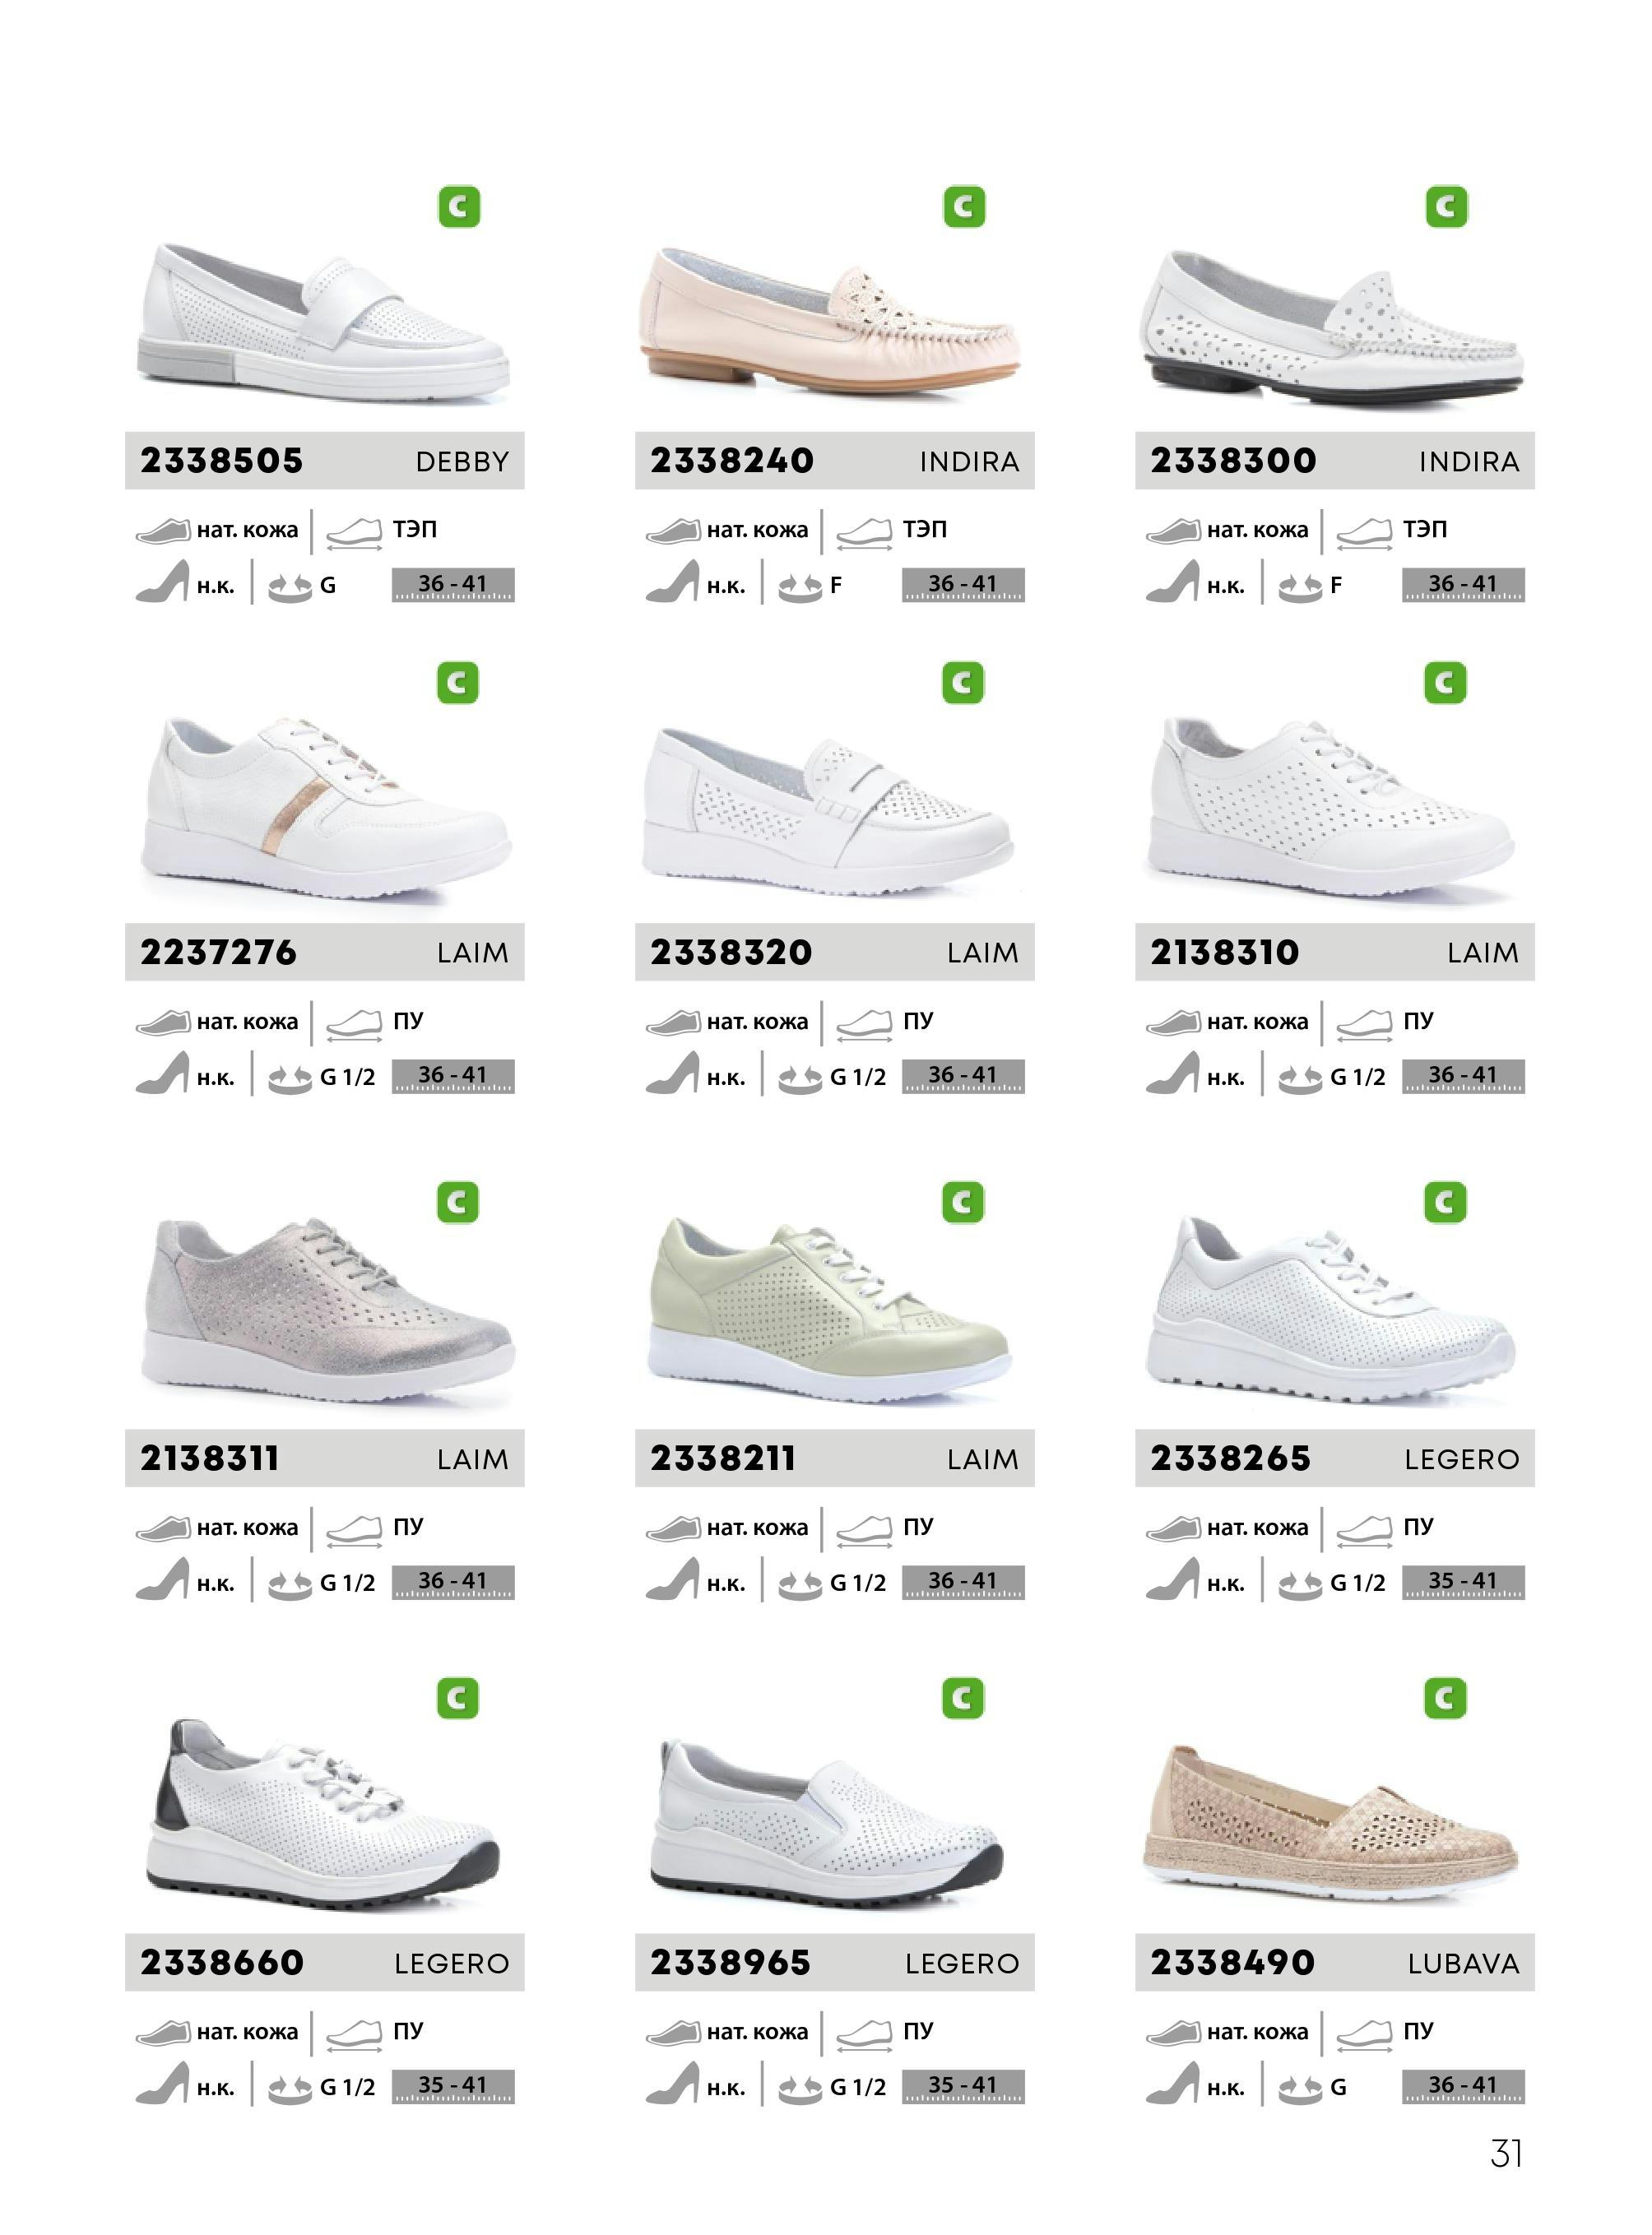 C C C
2338505 DEBBY 2338240 INDIRA 2338300 INDIRA
нат. кожа ТЭП нат. кожа ТЭП нат. кожа ТЭП
н.к. G 36 - 41 н.к. F 36 - 41 н.к. F 36 - 41
C C C
2237276 LAIM 2338320 LAIM 2138310 LAIM
нат. кожа ПУ нат. кожа ПУ нат. кожа ПУ
н.к. G 1/2 36 - 41 н.к. G 1/2 36 - 41 н.к. G 1/2 36 - 41
C C C
2138311 LAIM 2338211 LAIM 2338265 LEGERO
нат. кожа ПУ нат. кожа ПУ нат. кожа ПУ
н.к. G 1/2 36 - 41 н.к. G 1/2 36 - 41 н.к. G 1/2 35 - 41
C C C
2338660 LEGERO 2338965 LEGERO 2338490 LUBAVA
нат. кожа ПУ нат. кожа ПУ нат. кожа ПУ
н.к. G 1/2 35 - 41 н.к. G 1/2 35 - 41 н.к. G 36 - 41
31